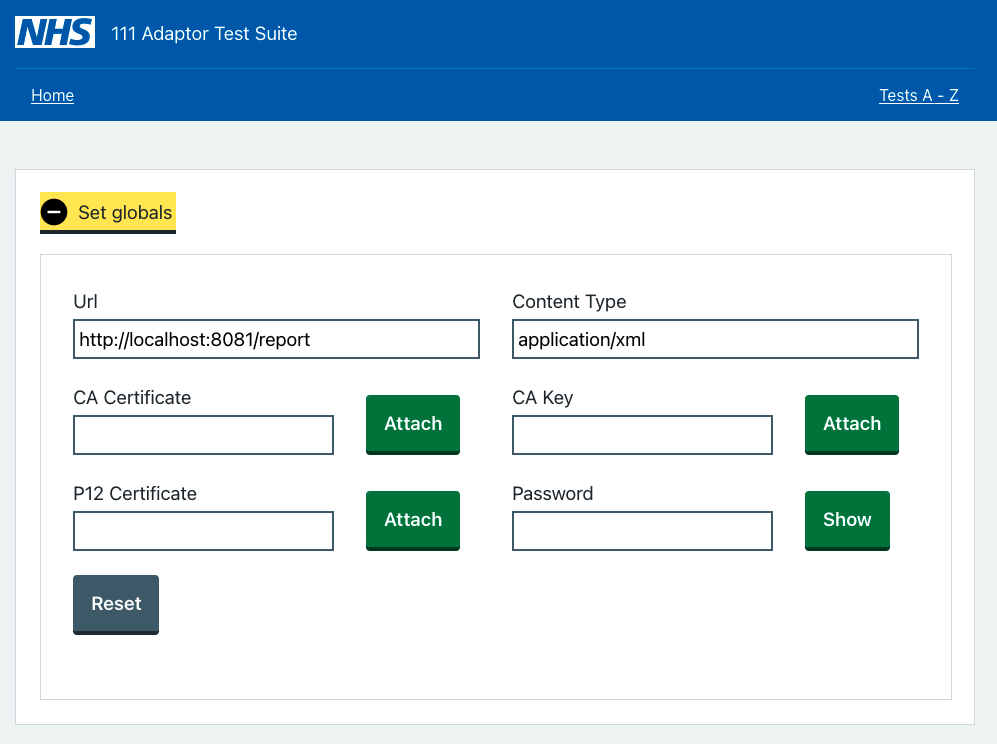 NHS 111 Adaptor Test Suite
Home Tests A - Z
Set globals
Url Content Type
http://localhost:8081/report application/xml
CA Certificate Attach CA Key Attach
P12 Certificate Attach Password Show
Reset